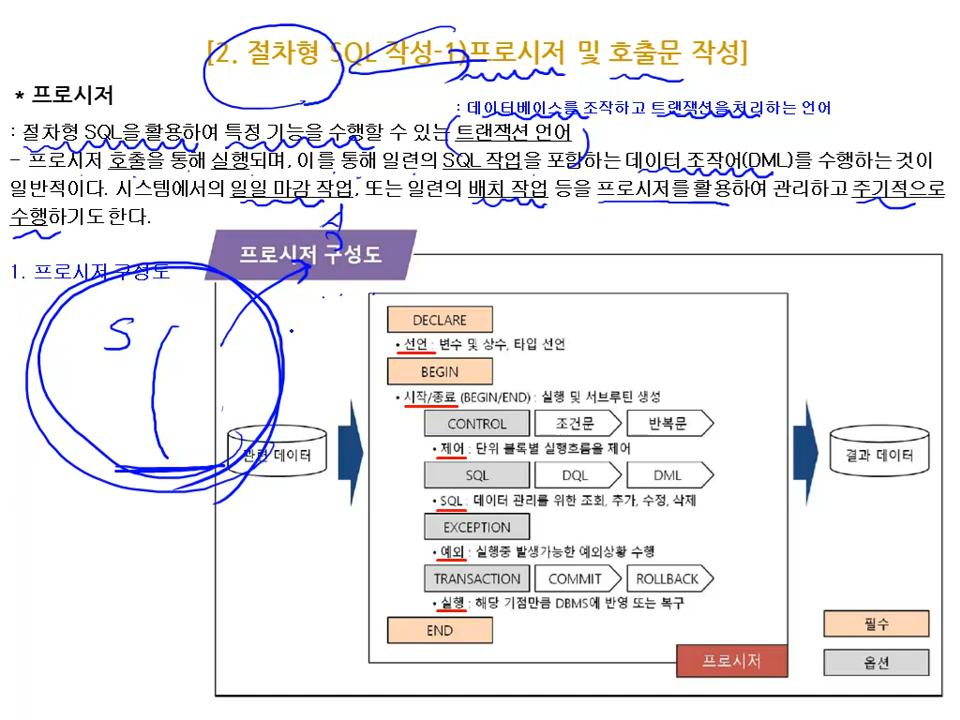 [2. 절차형 SQL 작성-1)프로시저 및 호출문 작성]
* 프로시저
: 데이터베이스를 조작하고 트랜잭션을 처리하는 언어
: 절차형 SQL을 활용하여 특정 기능을 수행할 수 있는 트랜잭션 언어
- 프로시저 호출을 통해 실행되며, 이를 통해 일련의 SQL 작업을 포함하는 데이터 조작어(DML)를 수행하는 것이
일반적이다. 시스템에서의 일일 마감 작업, 또는 일련의 배치 작업 등을 프로시저를 활용하여 관리하고 주기적으로
수행하기도 한다.
1. 프로시저 구성도
프로시저 구성도
S
DECLARE
• 선언 : 변수 및 상수, 타입 선언
BEGIN
• 시작/종료 (BEGIN/END) : 실행 및 서브루틴 생성
CONTROL 조건문 반복문
• 제어 : 단위 블록별 실행흐름을 제어
관련 데이터
결과 데이터
SQL DQL DML
• SQL : 데이터 관리를 위한 조회, 추가, 수정, 삭제
EXCEPTION
• 예외 : 실행중 발생가능한 예외상황 수행
TRANSACTION COMMIT ROLLBACK
• 실행 : 해당 기점만큼 DBMS에 반영 또는 복구
END
필수
프로시저
옵션